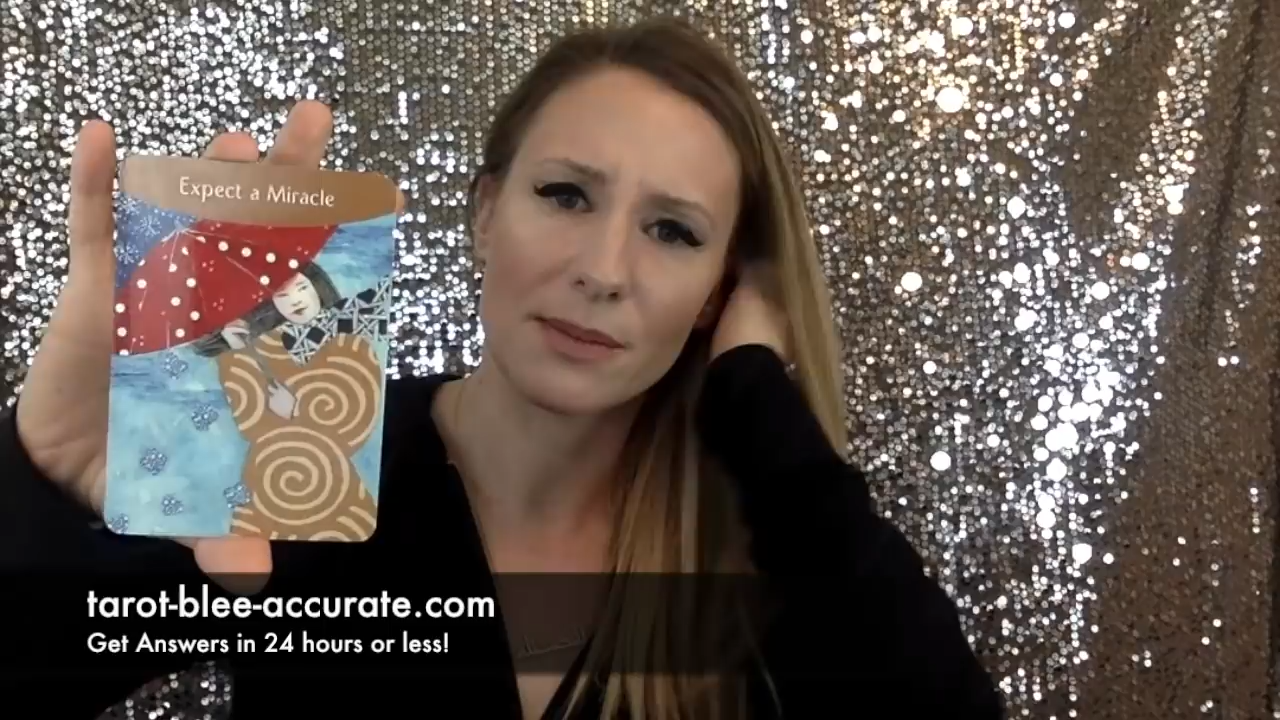 Expect a Miracle
tarot-blee-accurate.com
Get Answers in 24 hours or less!